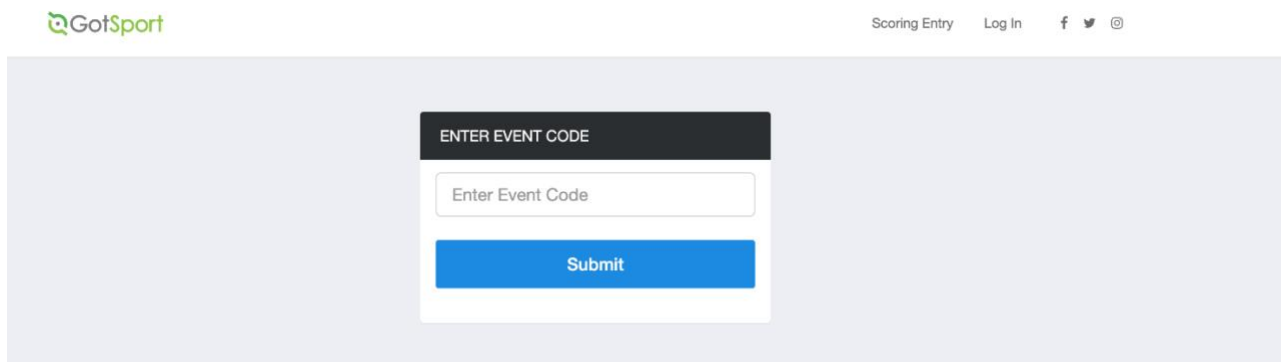 GotSport
Scoring Entry Log In
ENTER EVENT CODE
Enter Event Code
Submit